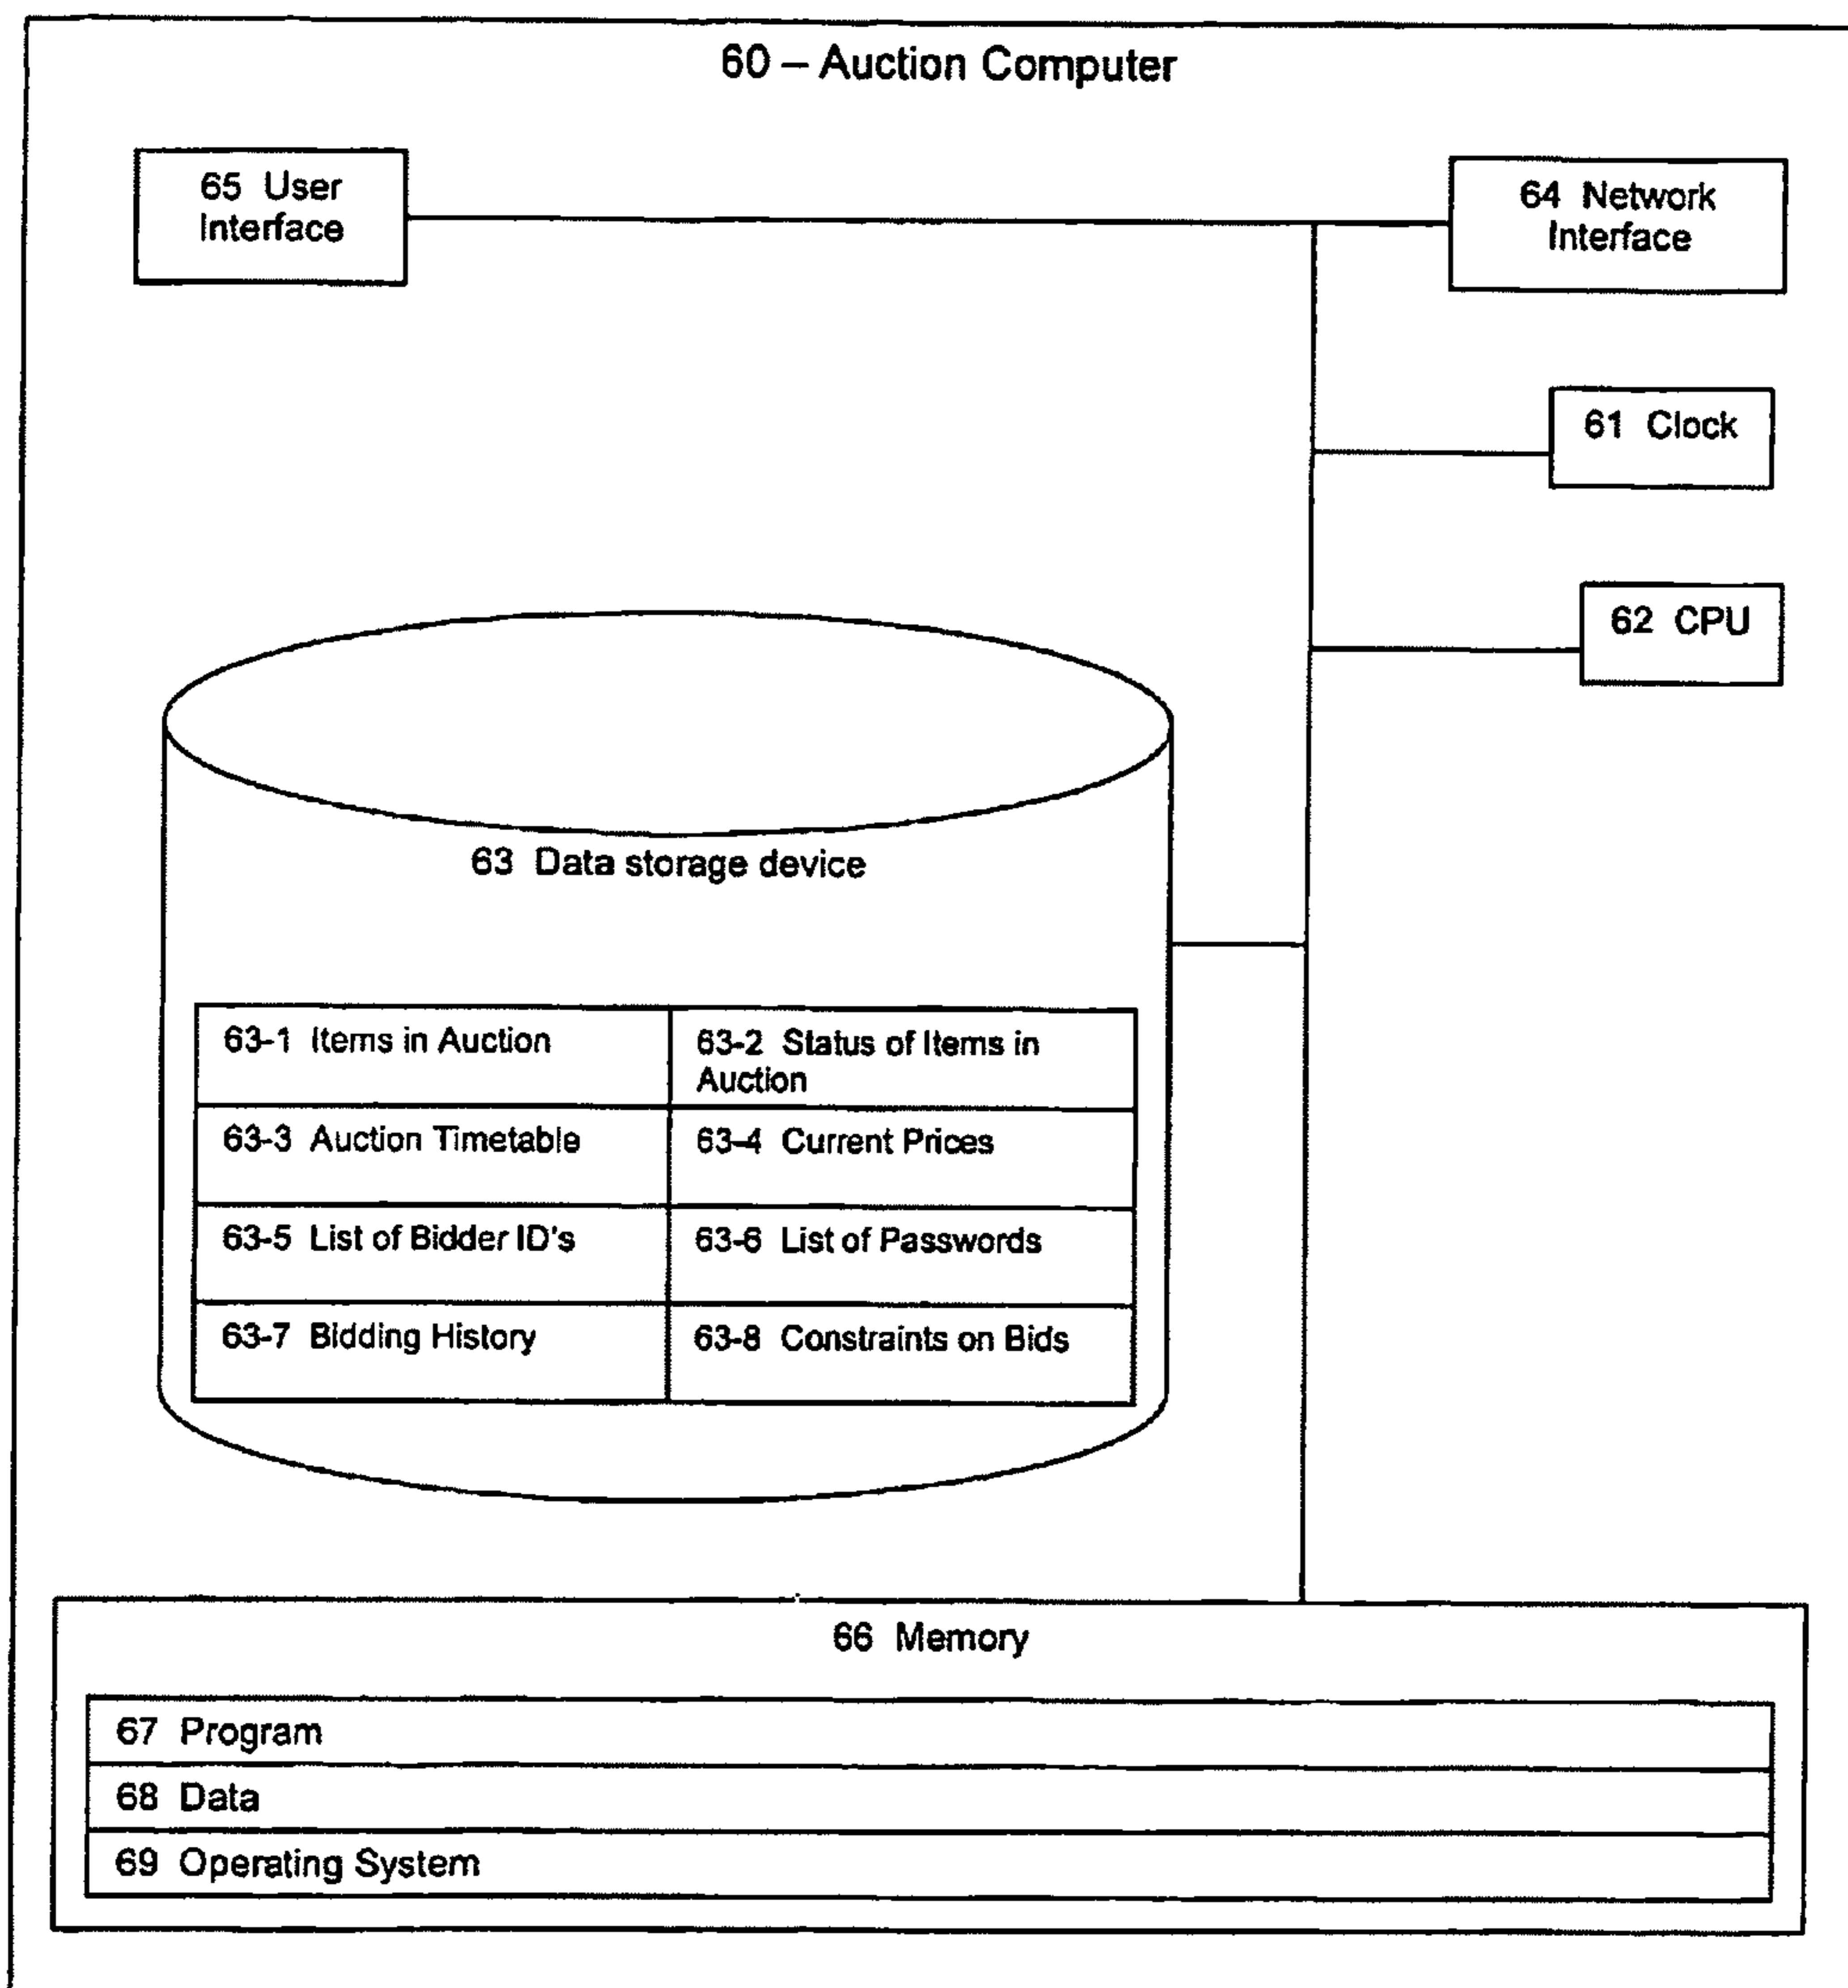 60 – Auction Computer
65 User
Interface
64 Network
Interface
61 Clock
62 CPU
63 Data storage device
63-1 Items in Auction
63-2 Status of Items in
Auction
63-3 Auction Timetable
63-4 Current Prices
63-5 List of Bidder ID's
63-6 List of Passwords
63-7 Bidding History
63-8 Constraints on Bids
66 Memory
67 Program
68 Data
69 Operating System